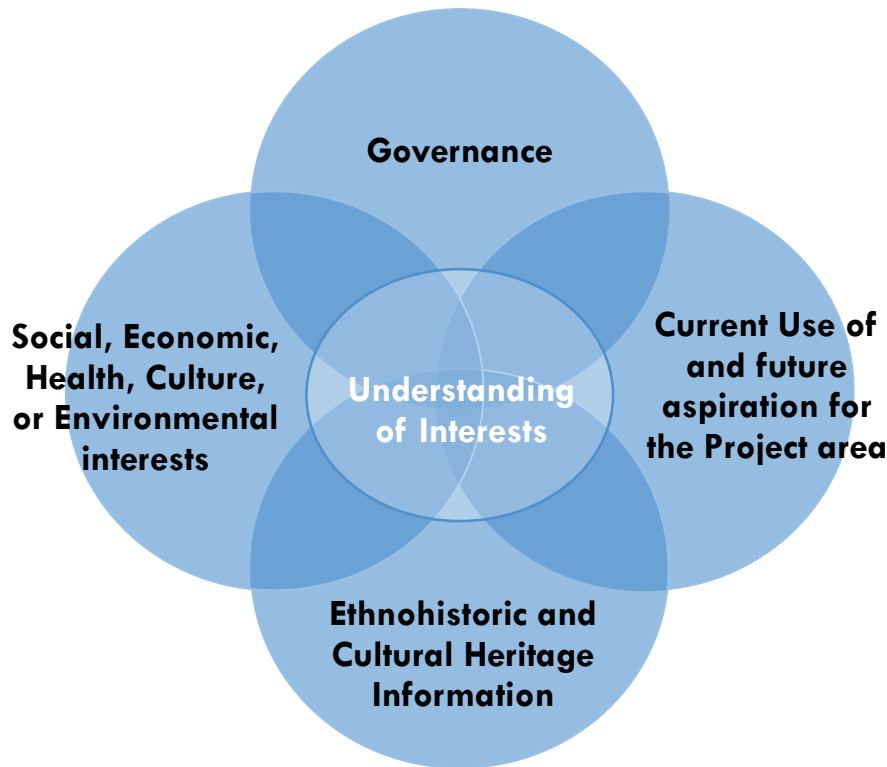 Governance
Social, Economic,
Health, Culture,
or Environmental
interests
Understanding
of Interests
Current Use of
and future
aspiration for
the Project area
Ethnohistoric and
Cultural Heritage
Information